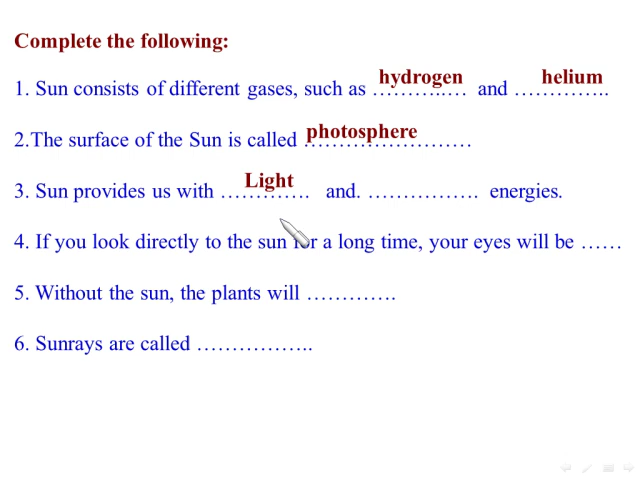 Complete the following:
1. Sun consists of different gases, such as ………..… hydrogen and ………….. helium
2.The surface of the Sun is called …………………… photosphere
3. Sun provides us with …………. Light and. ……………. energies.
4. If you look directly to the sun for a long time, your eyes will be ……
5. Without the sun, the plants will ………….
6. Sunrays are called ……………..